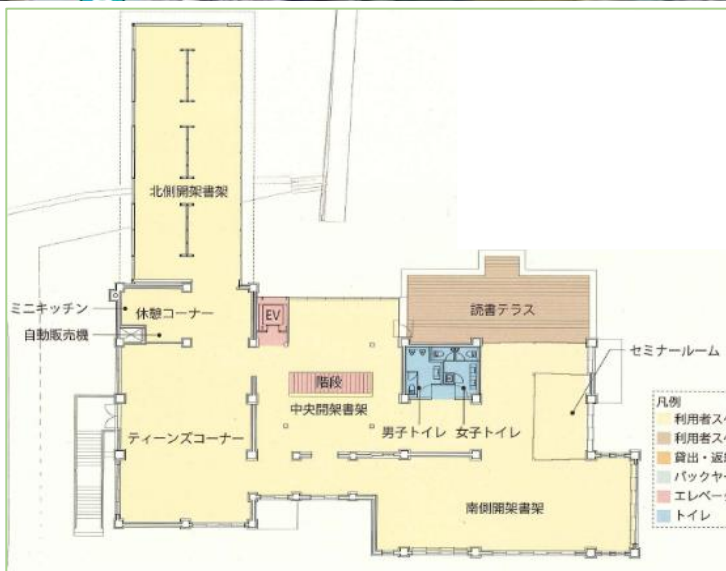 北側開架書架
ミニキッチン
休憩コーナー
自動販売機
EV
読書テラス
セミナールーム
階段
中央開架書架
男子トイレ
女子トイレ
ティーンズコーナー
南側開架書架
凡例
利用者ス
利用者ス
貸出・返
バックヤ
エレベー
トイレ